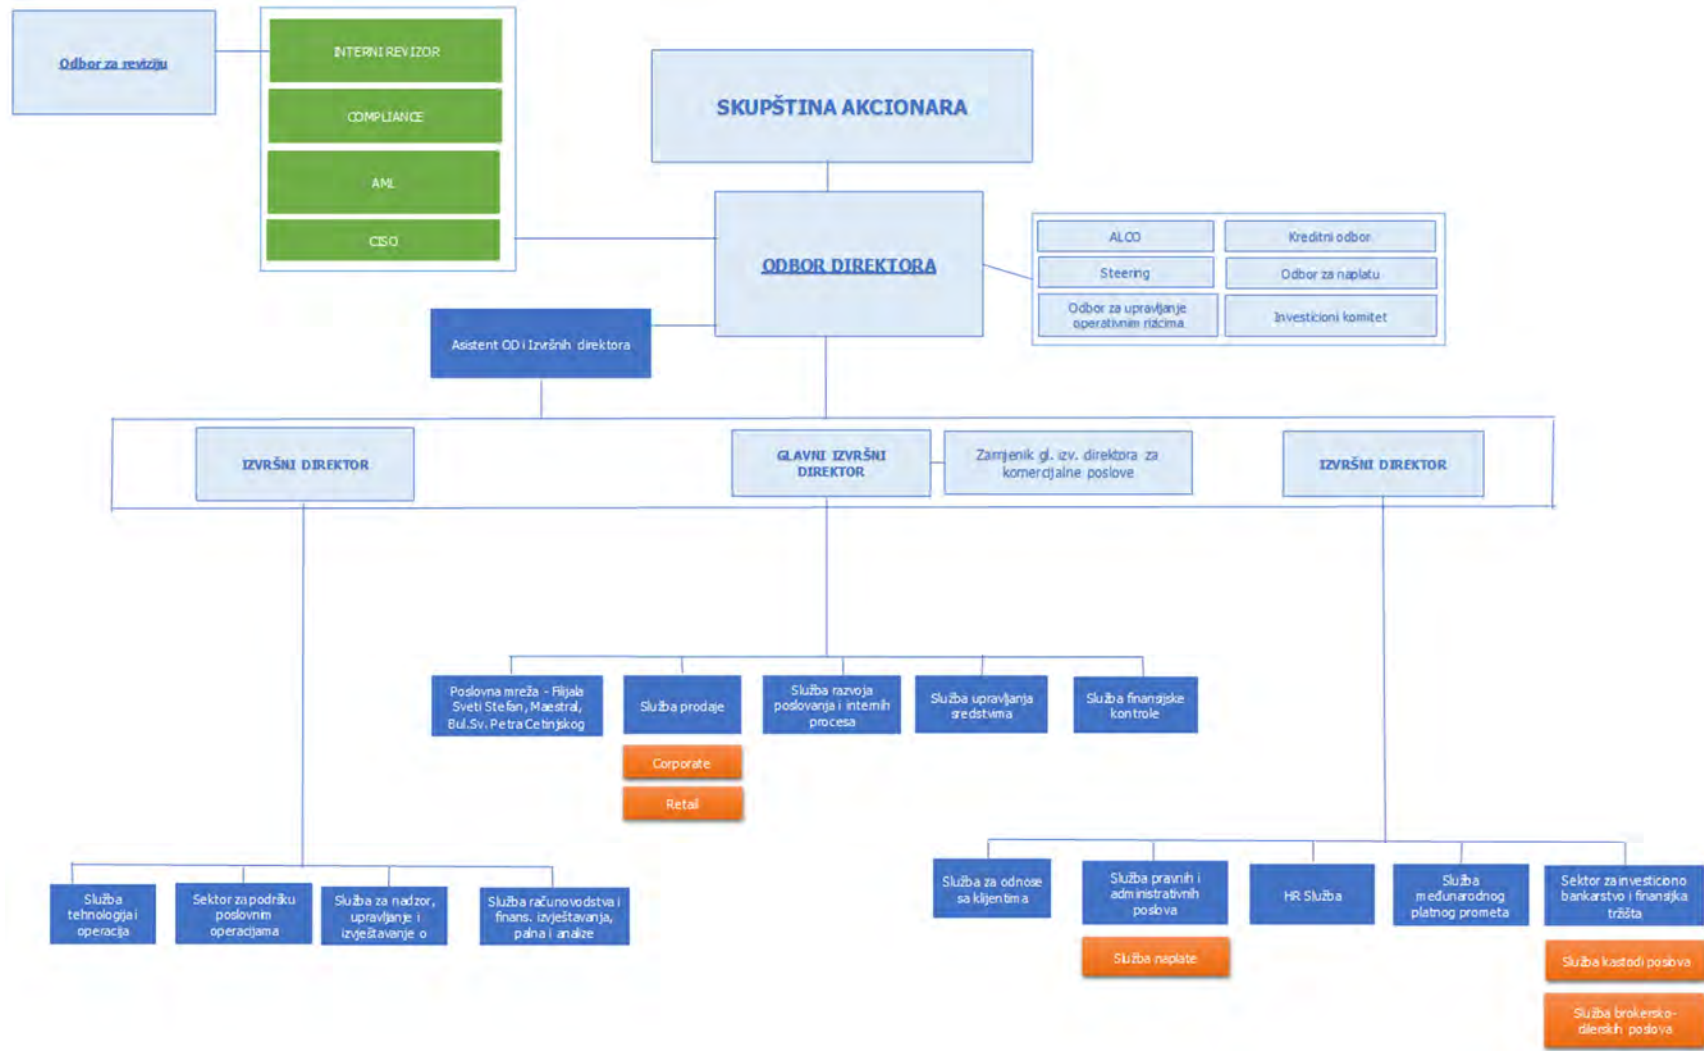 Odbor za reviziju
INTERNI REVIZOR
COMPLIANCE
AML
CISO
SKUPŠTINA AKCIONARA
ODBOR DIREKTORA
ALCO
Kreditni odbor
Steering
Odbor za naplatu
Odbor za upravljanje
operativnim rizicima
Investicioni komitet
Asistent OD i Izvršnih direktora
IZVRŠNI DIREKTOR
GLAVNI IZVRŠNI
DIREKTOR
Zamjenik gl. izv. direktora za
komercijalne poslove
IZVRŠNI DIREKTOR
Poslovna mreža - Filijala
Sveti Stefan, Maestral,
Bul.Sv. Petra Cetinjskog
Služba prodaje
Corporate
Retail
Služba razvoja
poslovanja i internih
procesa
Služba upravljanja
sredstvima
Služba finansijske
kontrole
Služba
tehnologija i
operacija
Sektor za podršku
poslovnim
operacijama
Služba za nadzor,
upravljanje i
izvještavanje o
Služba računovodstva i
finans. izvještavanja,
palna i analize
Služba za odnose
sa klijentima
Služba pravnih i
administrativnih
poslova
Služba naplate
HR Služba
Služba
međunarodnog
platnog prometa
Sektor za investiciono
bankarstvo i finansijka
tržišta
Služba kastodi poslova
Služba brokersko-
dilerskih poslova